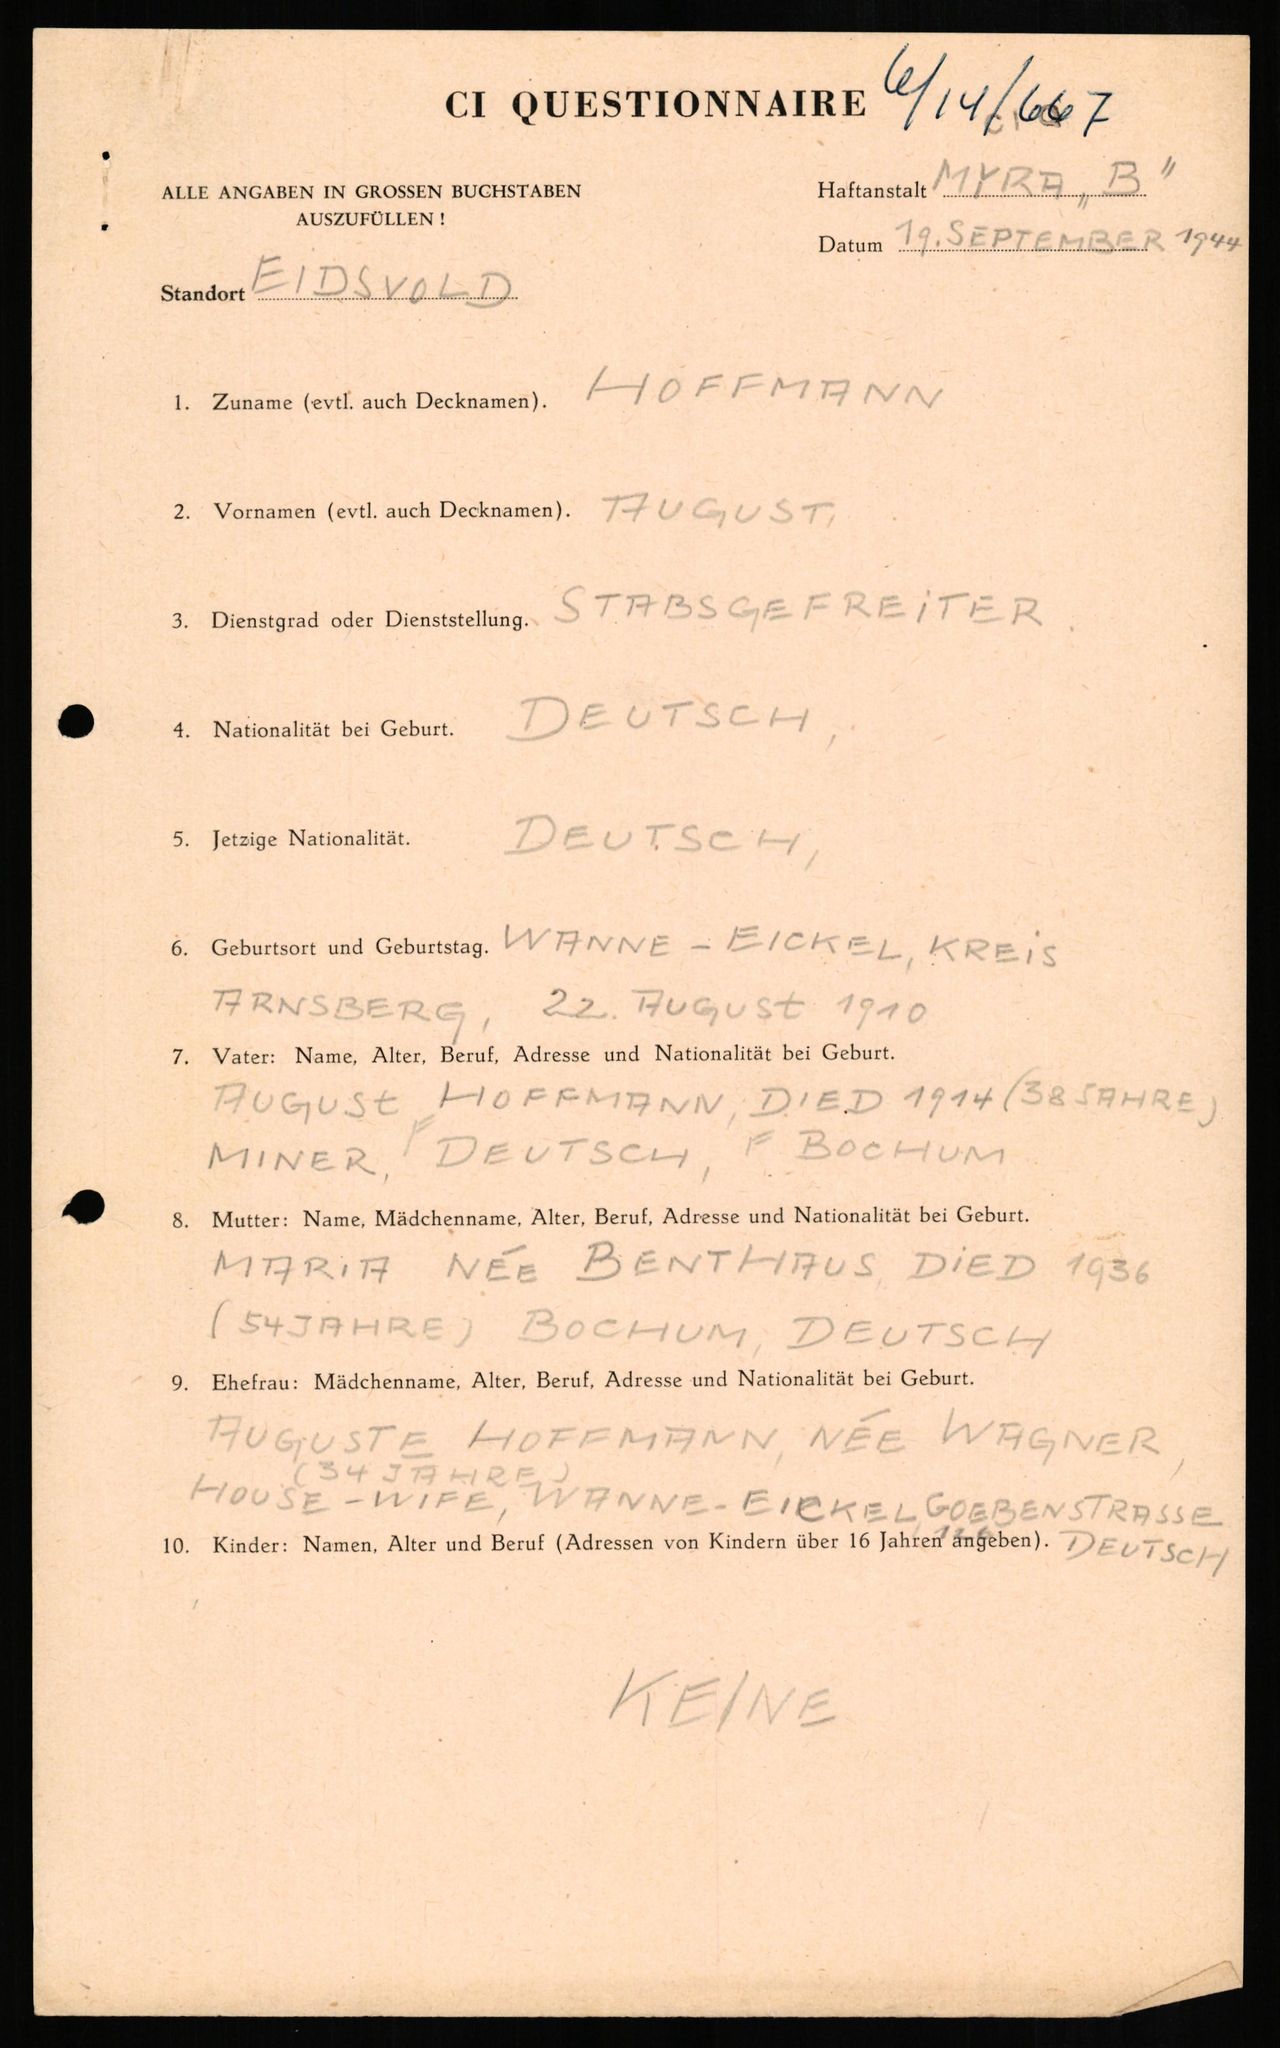 CI QUESTIONNAIRE 6/14/667
ALLE ANGABEN IN GROSSEN BUCHSTABEN
AUSZUFÜLLEN!
Haftanstalt MYRA „B"
Datum 19. SEPTEMBER 1944
Standort EIDSVOLD
1. Zuname (evtl. auch Decknamen). HOFFMANN
2. Vornamen (evtl. auch Decknamen). AUGUST,
3. Dienstgrad oder Dienststellung. STABSGEFREITER.
4. Nationalität bei Geburt. DEUTSCH,
5. Jetzige Nationalität. DEUTSCH,
6. Geburtsort und Geburtstag. WANNE-EICKEL, KREIS
ARNSBERG, 22. AUGUST 1910
7. Vater: Name, Alter, Beruf, Adresse und Nationalität bei Geburt.
AUGUST HOFFMANN, DIED 1914 (38 JAHRE)
MINER, DEUTSCH, BOCHUM
8. Mutter: Name, Mädchenname, Alter, Beruf, Adresse und Nationalität bei Geburt.
MARIA NÉE BENTHAUS, DIED 1936
(54 JAHRE) BOCHUM, DEUTSCH
9. Ehefrau: Mädchenname, Alter, Beruf, Adresse und Nationalität bei Geburt.
AUGUSTE HOFFMANN, NÉE WAGNER,
(34 JAHRE)
HOUSE-WIFE, WANNE-EICKEL, GOEBENSTRASSE
10. Kinder: Namen, Alter und Beruf (Adressen von Kindern über 16 Jahren angeben). DEUTSCH
KEINE